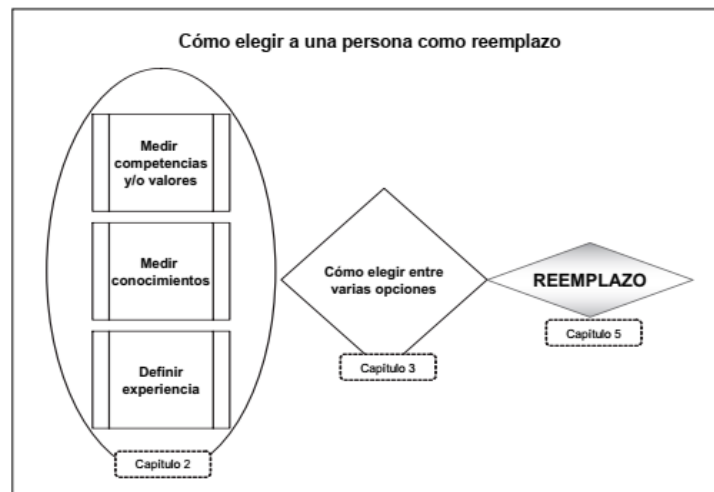 Cómo elegir a una persona como reemplazo
Medir
competencias
y/o valores
Medir
conocimientos
Definir
experiencia
Capítulo 2
Cómo elegir entre
varias opciones
Capítulo 3
REEMPLAZO
Capítulo 5